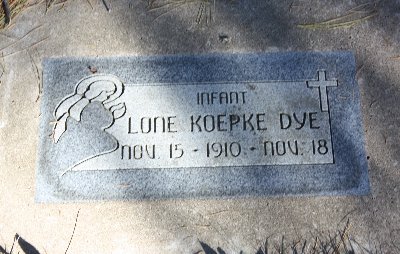 INFANT
LONE KOEPKE DYE
NOV. 15 - 1910 - NOV. 18